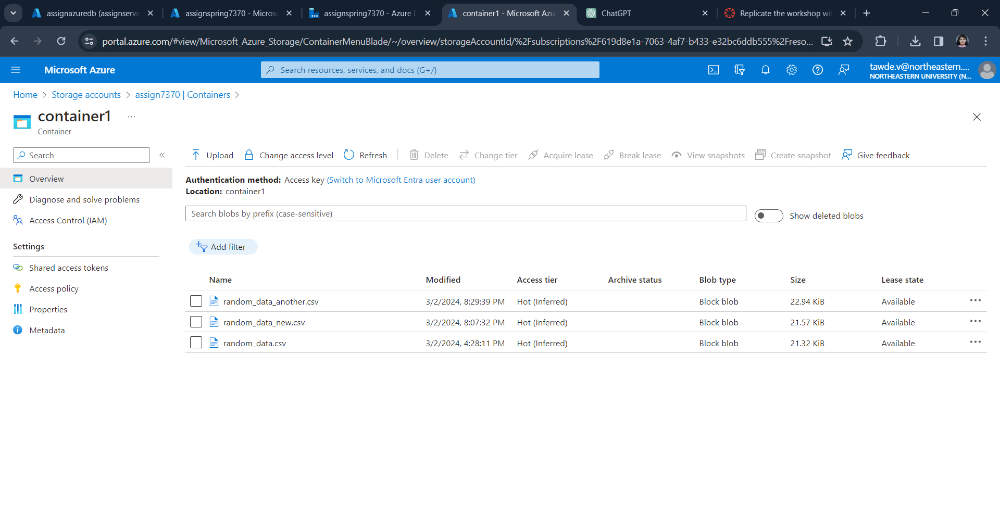 assignazuredb (assignserve
assignspring7370 - Micros
assignspring7370 - Azure D
container1 - Microsoft Azu
ChatGPT
Replicate the workshop wi
portal.azure.com/#view/Microsoft_Azure_Storage/ContainerMenuBlade/~/overview/storageAccountId/%2Fsubscriptions%2F619d8e1a-7063-4af7-b433-e32bc6ddb555%2Freso...
Microsoft Azure
Search resources, services, and docs (G+/)
tawde.v@northeastern....
NORTHEASTERN UNIVERSITY (N...
Home > Storage accounts > assign7370 | Containers >
container1 ...
Container
Search «
Upload Change access level Refresh Delete Change tier Acquire lease Break lease View snapshots Create snapshot Give feedback
Overview
Diagnose and solve problems
Access Control (IAM)
Settings
Shared access tokens
Access policy
Properties
Metadata
Authentication method: Access key (Switch to Microsoft Entra user account)
Location: container1
Search blobs by prefix (case-sensitive)
Show deleted blobs
Add filter
Name Modified Access tier Archive status Blob type Size Lease state
random_data_another.csv 3/2/2024, 8:29:39 PM Hot (Inferred) Block blob 22.94 KiB Available ...
random_data_new.csv 3/2/2024, 8:07:32 PM Hot (Inferred) Block blob 21.57 KiB Available ...
random_data.csv 3/2/2024, 4:28:11 PM Hot (Inferred) Block blob 21.32 KiB Available ...